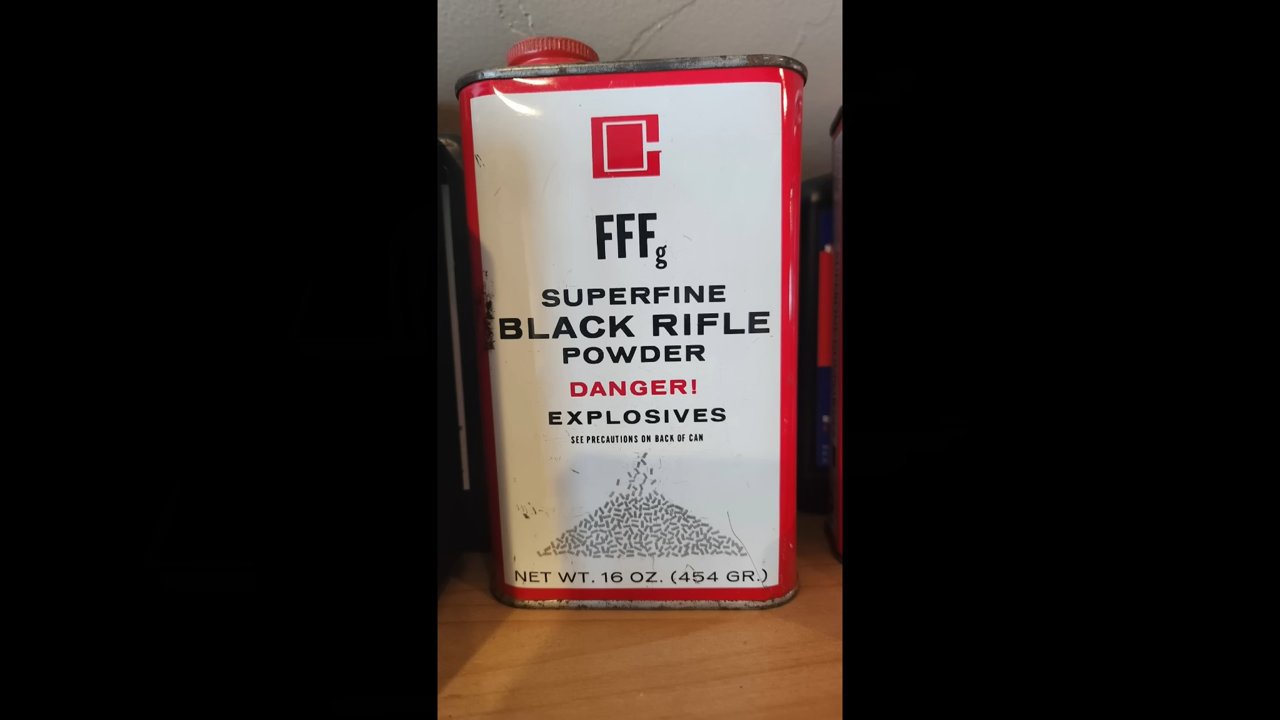 FFFg
SUPERFINE
BLACK RIFLE
POWDER
DANGER!
EXPLOSIVES
SEE PRECAUTIONS ON BACK OF CAN
NET WT. 16 OZ. (454 GR.)